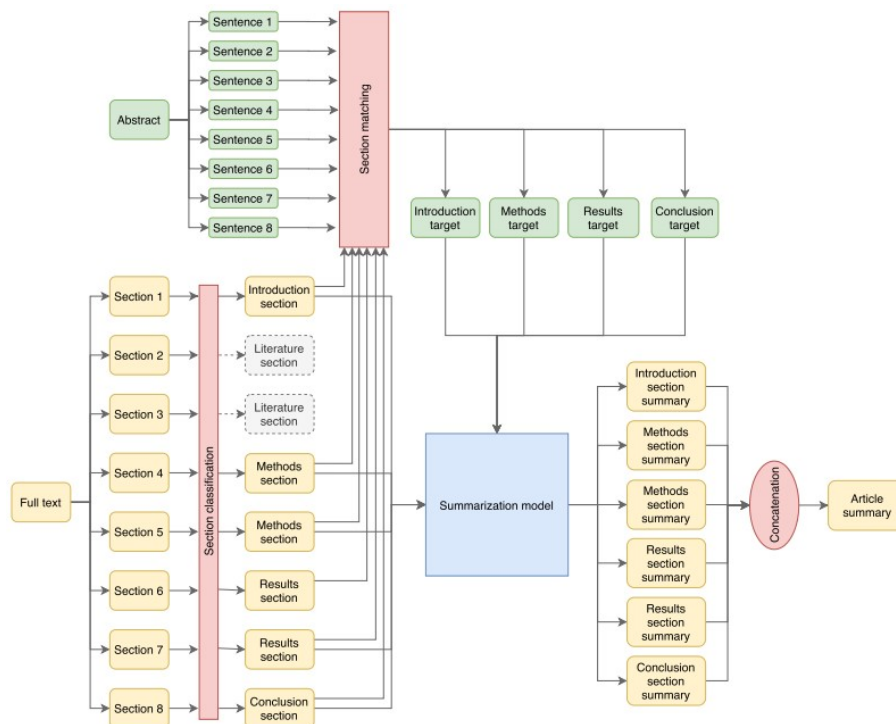 Sentence 1
Sentence 2
Sentence 3
Sentence 4
Sentence 5
Sentence 6
Sentence 7
Sentence 8
Abstract
Section matching
Introduction
target
Methods
target
Results
target
Conclusion
target
Full text
Section 1
Section 2
Section 3
Section 4
Section 5
Section 6
Section 7
Section 8
Section classification
Introduction
section
Literature
section
Literature
section
Methods
section
Methods
section
Results
section
Results
section
Conclusion
section
Summarization model
Introduction
section
summary
Methods
section
summary
Methods
section
summary
Results
section
summary
Results
section
summary
Conclusion
section
summary
Concatenation
Article
summary